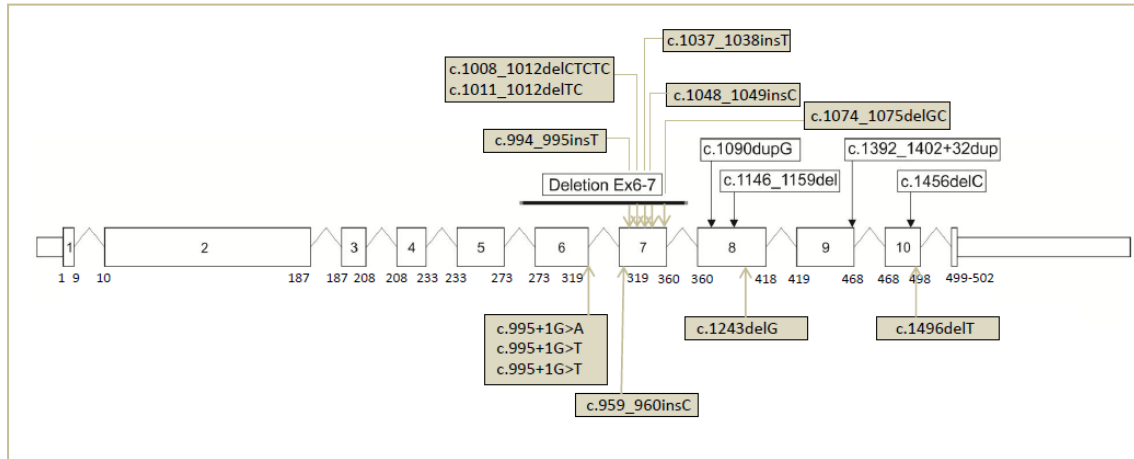 c.1037_1038insT
c.1008_1012delCTCTC
c.1011_1012delTC
c.1048_1049insC
c.1074_1075delGC
c.994_995insT
c.1090dupG
c.1392_1402+32dup
Deletion Ex6-7
c.1146_1159del
c.1456delC
1 2 3 4 5 6 7 8 9 10
1 9 10 187 187 208 208 233 233 273 273 319 319 360 360 418 419 468 468 498 499-502
c.995+1G>A
c.995+1G>T
c.995+1G>T
c.1243delG
c.1496delT
c.959_960insC